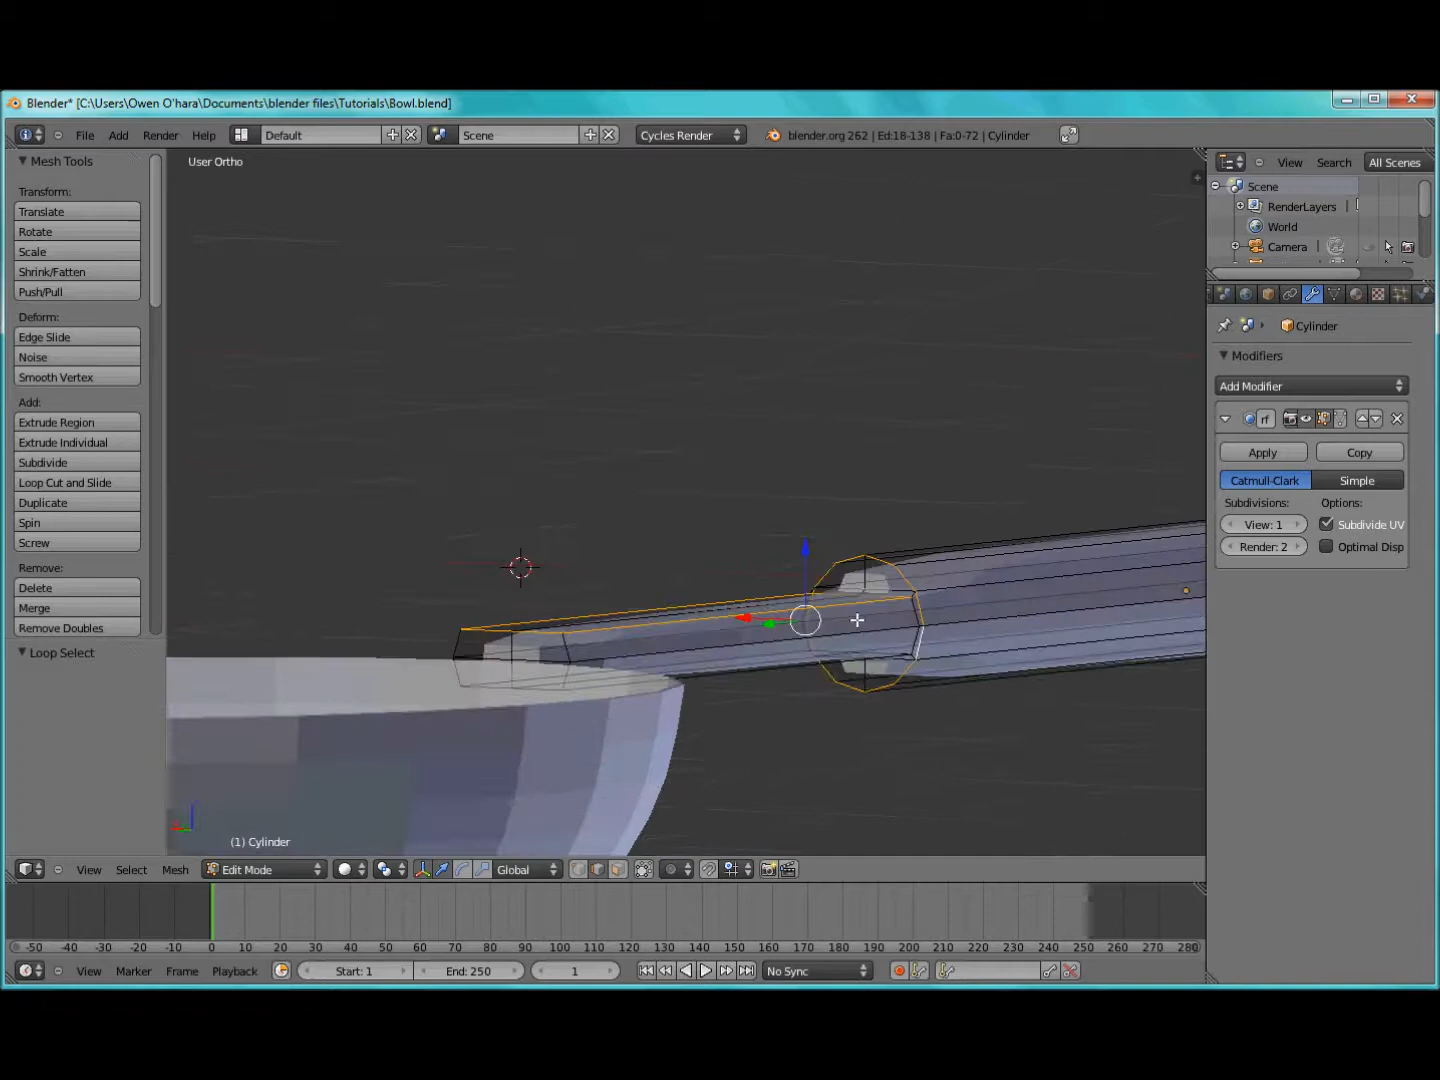 Blender* [C:\Users\Owen O'hara\Documents\blender files\Tutorials\Bowl.blend]
File Add Render Help Default Scene Cycles Render blender.org 262 | Ed:18-138 | Fa:0-72 | Cylinder
Mesh Tools
Transform:
Translate
Rotate
Scale
Shrink/Fatten
Push/Pull
Deform:
Edge Slide
Noise
Smooth Vertex
Add:
Extrude Region
Extrude Individual
Subdivide
Loop Cut and Slide
Duplicate
Spin
Screw
Remove:
Delete
Merge
Remove Doubles
Loop Select
User Ortho
(1) Cylinder
View Search All Scenes
Scene
RenderLayers
World
Camera
Cylinder
Modifiers
Add Modifier
rf
Apply Copy
Catmull-Clark Simple
Subdivisions: Options:
View: 1 Subdivide UV
Render: 2 Optimal Disp
View Select Mesh Edit Mode Global
-50 -40 -30 -20 -10 0 10 20 30 40 50 60 70 80 90 100 110 120 130 140 150 160 170 180 190 200 210 220 230 240 250 260 270 280
View Marker Frame Playback Start: 1 End: 250 1 No Sync